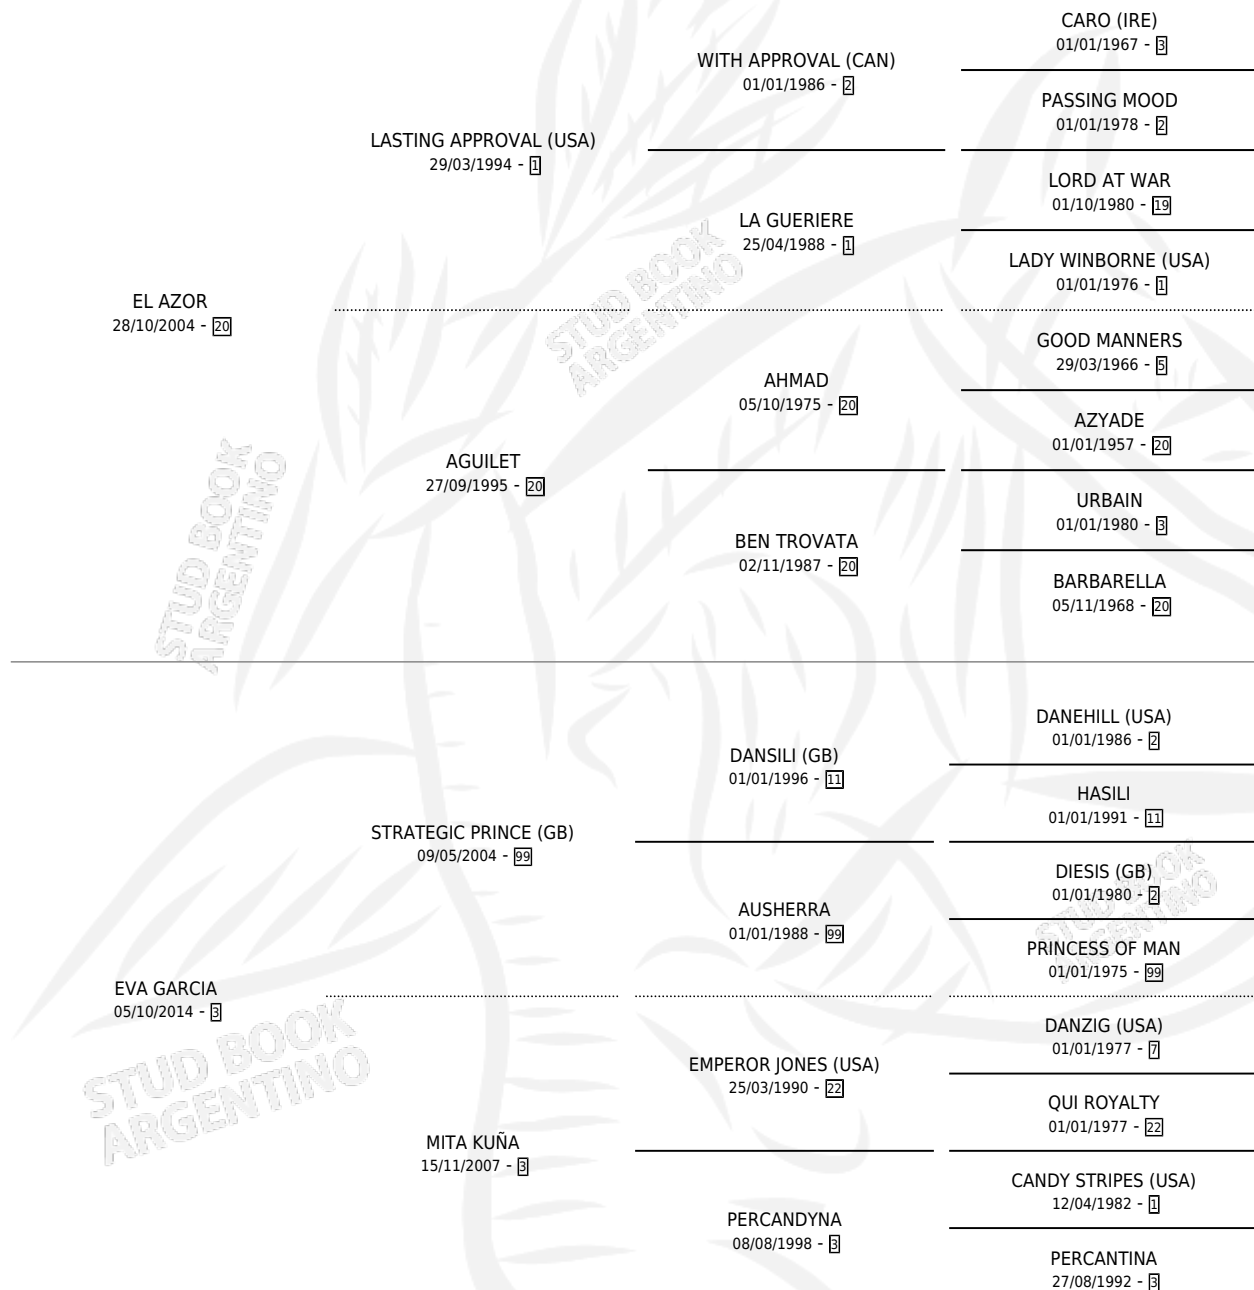 CARO (IRE)
01/01/1967 - 3
WITH APPROVAL (CAN)
01/01/1986 - 2
PASSING MOOD
01/01/1978 - 2
LASTING APPROVAL (USA)
29/03/1994 - 1
LORD AT WAR
01/10/1980 - 19
LA GUERIERE
25/04/1988 - 1
LADY WINBORNE (USA)
01/01/1976 - 1
EL AZOR
28/10/2004 - 20
GOOD MANNERS
29/03/1966 - 5
AHMAD
05/10/1975 - 20
AZYADE
01/01/1957 - 20
AGUILET
27/09/1995 - 20
URBAIN
01/01/1980 - 3
BEN TROVATA
02/11/1987 - 20
BARBARELLA
05/11/1968 - 20
DANEHILL (USA)
01/01/1986 - 2
DANSILI (GB)
01/01/1996 - 11
HASILI
01/01/1991 - 11
STRATEGIC PRINCE (GB)
09/05/2004 - 99
DIESIS (GB)
01/01/1980 - 2
AUSHERRA
01/01/1988 - 99
PRINCESS OF MAN
01/01/1975 - 99
EVA GARCIA
05/10/2014 - 3
DANZIG (USA)
01/01/1977 - 7
EMPEROR JONES (USA)
25/03/1990 - 22
QUI ROYALTY
01/01/1977 - 22
MITA KUÑA
15/11/2007 - 3
CANDY STRIPES (USA)
12/04/1982 - 1
PERCANDYNA
08/08/1998 - 3
PERCANTINA
27/08/1992 - 3
STUD BOOK
ARGENTINO
STUD BOOK
ARGENTINO
STUD BOOK
ARGENTINO
STUD BOOK
ARGENTINO